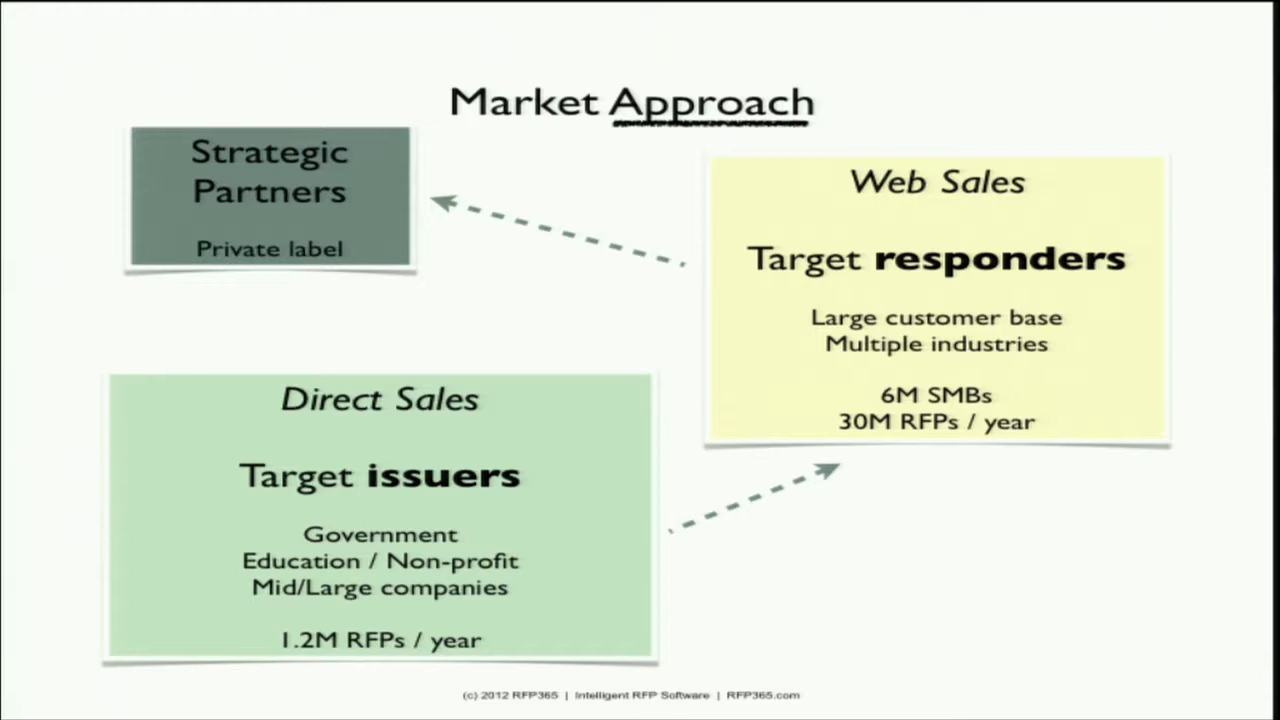 Market Approach
Strategic
Partners
Private label
Web Sales
Target responders
Large customer base
Multiple industries
6M SMBs
30M RFPs / year
Direct Sales
Target issuers
Government
Education / Non-profit
Mid/Large companies
1.2M RFPs / year
(c) 2012 RFP365 | Intelligent RFP Software | RFP365.com